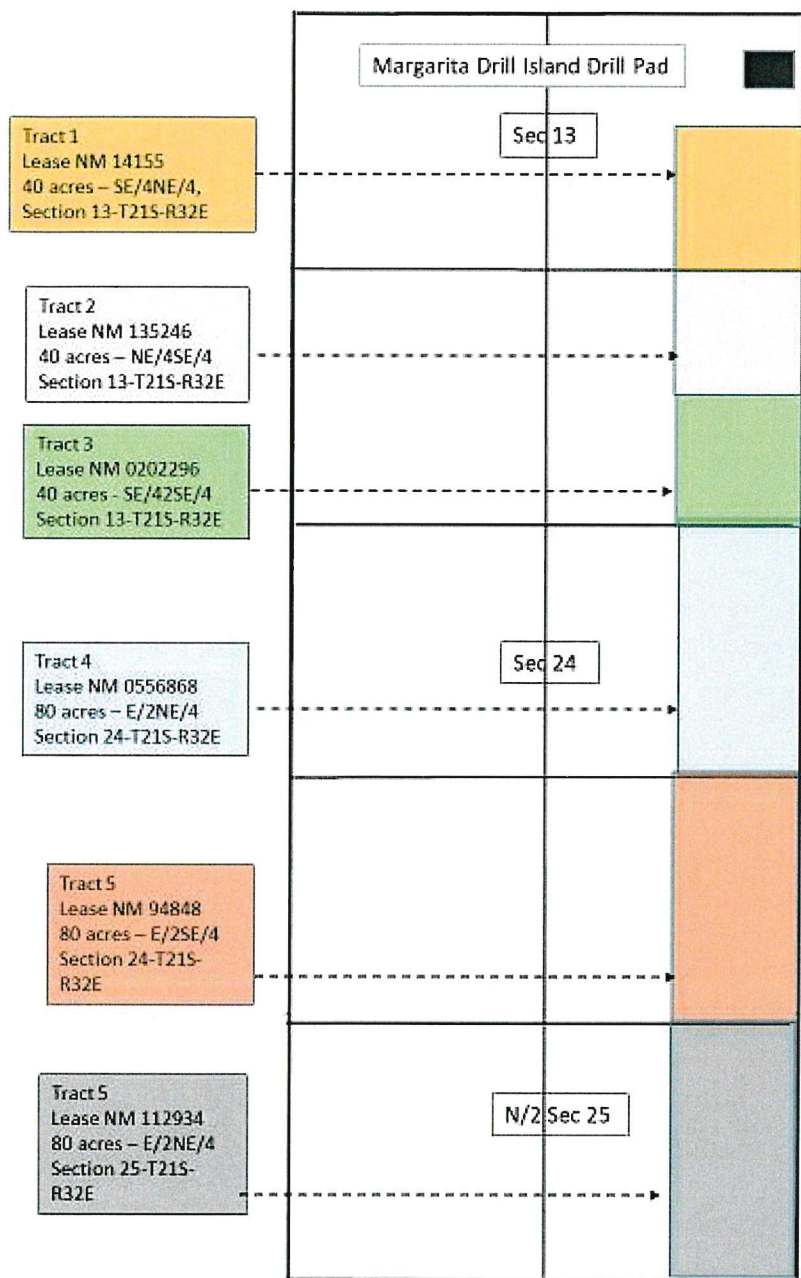 Margarita Drill Island Drill Pad
Tract 1
Lease NM 14155
40 acres – SE/4NE/4,
Section 13-T21S-R32E
Sec 13
Tract 2
Lease NM 135246
40 acres – NE/4SE/4
Section 13-T21S-R32E
Tract 3
Lease NM 0202296
40 acres - SE/42SE/4
Section 13-T21S-R32E
Tract 4
Lease NM 0556868
80 acres – E/2NE/4
Section 24-T21S-R32E
Sec 24
Tract 5
Lease NM 94848
80 acres – E/2SE/4
Section 24-T21S-
R32E
Tract 5
Lease NM 112934
80 acres – E/2NE/4
Section 25-T21S-
R32E
N/2 Sec 25